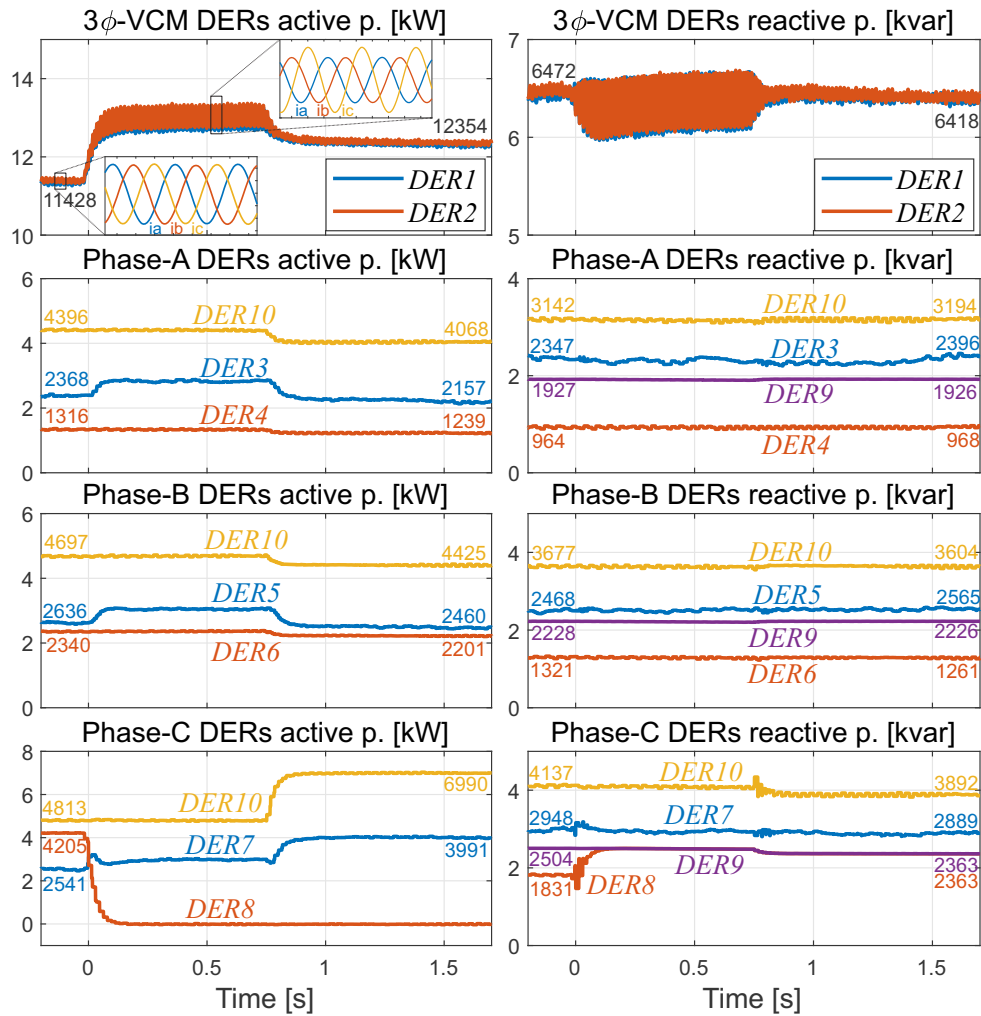 3ϕ-VCM DERs active p. [kW]
14
13
12
11
10
11428
12354
ia ib ic
ia ib ic
DER1
DER2
3ϕ-VCM DERs reactive p. [kvar]
7
6
5
6472
6418
DER1
DER2
Phase-A DERs active p. [kW]
6
4
2
0
4396
DER10
4068
2368
DER3
2157
1316
DER4
1239
Phase-A DERs reactive p. [kvar]
4
2
0
3142
DER10
3194
2347
DER3
2396
1927
DER9
1926
964
DER4
968
Phase-B DERs active p. [kW]
6
4
2
0
4697
DER10
4425
2636
DER5
2460
2340
DER6
2201
Phase-B DERs reactive p. [kvar]
4
2
0
3677
DER10
3604
2468
DER5
2565
2228
DER9
2226
1321
DER6
1261
Phase-C DERs active p. [kW]
8
6
4
2
0
4813
DER10
6990
4205
DER7
3991
2541
DER8
0 0.5 1 1.5
Time [s]
Phase-C DERs reactive p. [kvar]
4
2
0
4137
DER10
3892
2948
DER7
2889
2504
DER9
2363
1831
DER8
2363
0 0.5 1 1.5
Time [s]